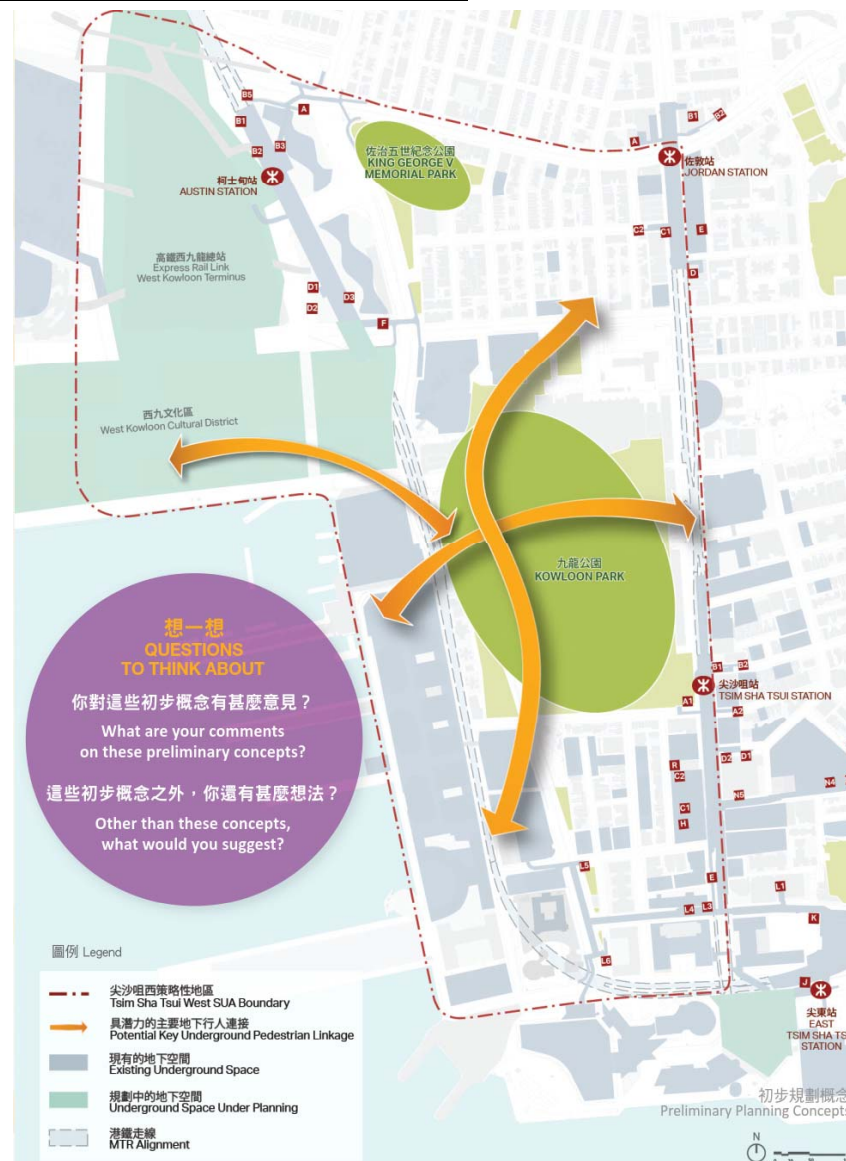 B5
A
B1
B3
B2
柯士甸站
AUSTIN STATION
佐治五世紀念公園
KING GEORGE V
MEMORIAL PARK
B1
B2
A
佐敦站
JORDAN STATION
C2
C1
E
D
高鐵西九龍總站
Express Rail Link
West Kowloon Terminus
D1
D3
D2
F
西九文化區
West Kowloon Cultural District
九龍公園
KOWLOON PARK
想一想
QUESTIONS
TO THINK ABOUT
你對這些初步概念有甚麼意見？
What are your comments
on these preliminary concepts?
這些初步概念之外，你還有甚麼想法？
Other than these concepts,
what would you suggest?
B1
B2
尖沙咀站
TSIM SHA TSUI STATION
A1
A2
R
D2
D1
C2
N5
N4
C1
H
L5
E
L1
L4
L3
K
L6
J
尖東站
EAST
TSIM SHA TS
STATION
圖例 Legend
尖沙咀西策略性地區
Tsim Sha Tsui West SUA Boundary
具潛力的主要地下行人連接
Potential Key Underground Pedestrian Linkage
現有的地下空間
Existing Underground Space
規劃中的地下空間
Underground Space Under Planning
港鐵走線
MTR Alignment
初步規劃概念
Preliminary Planning Concepts
N